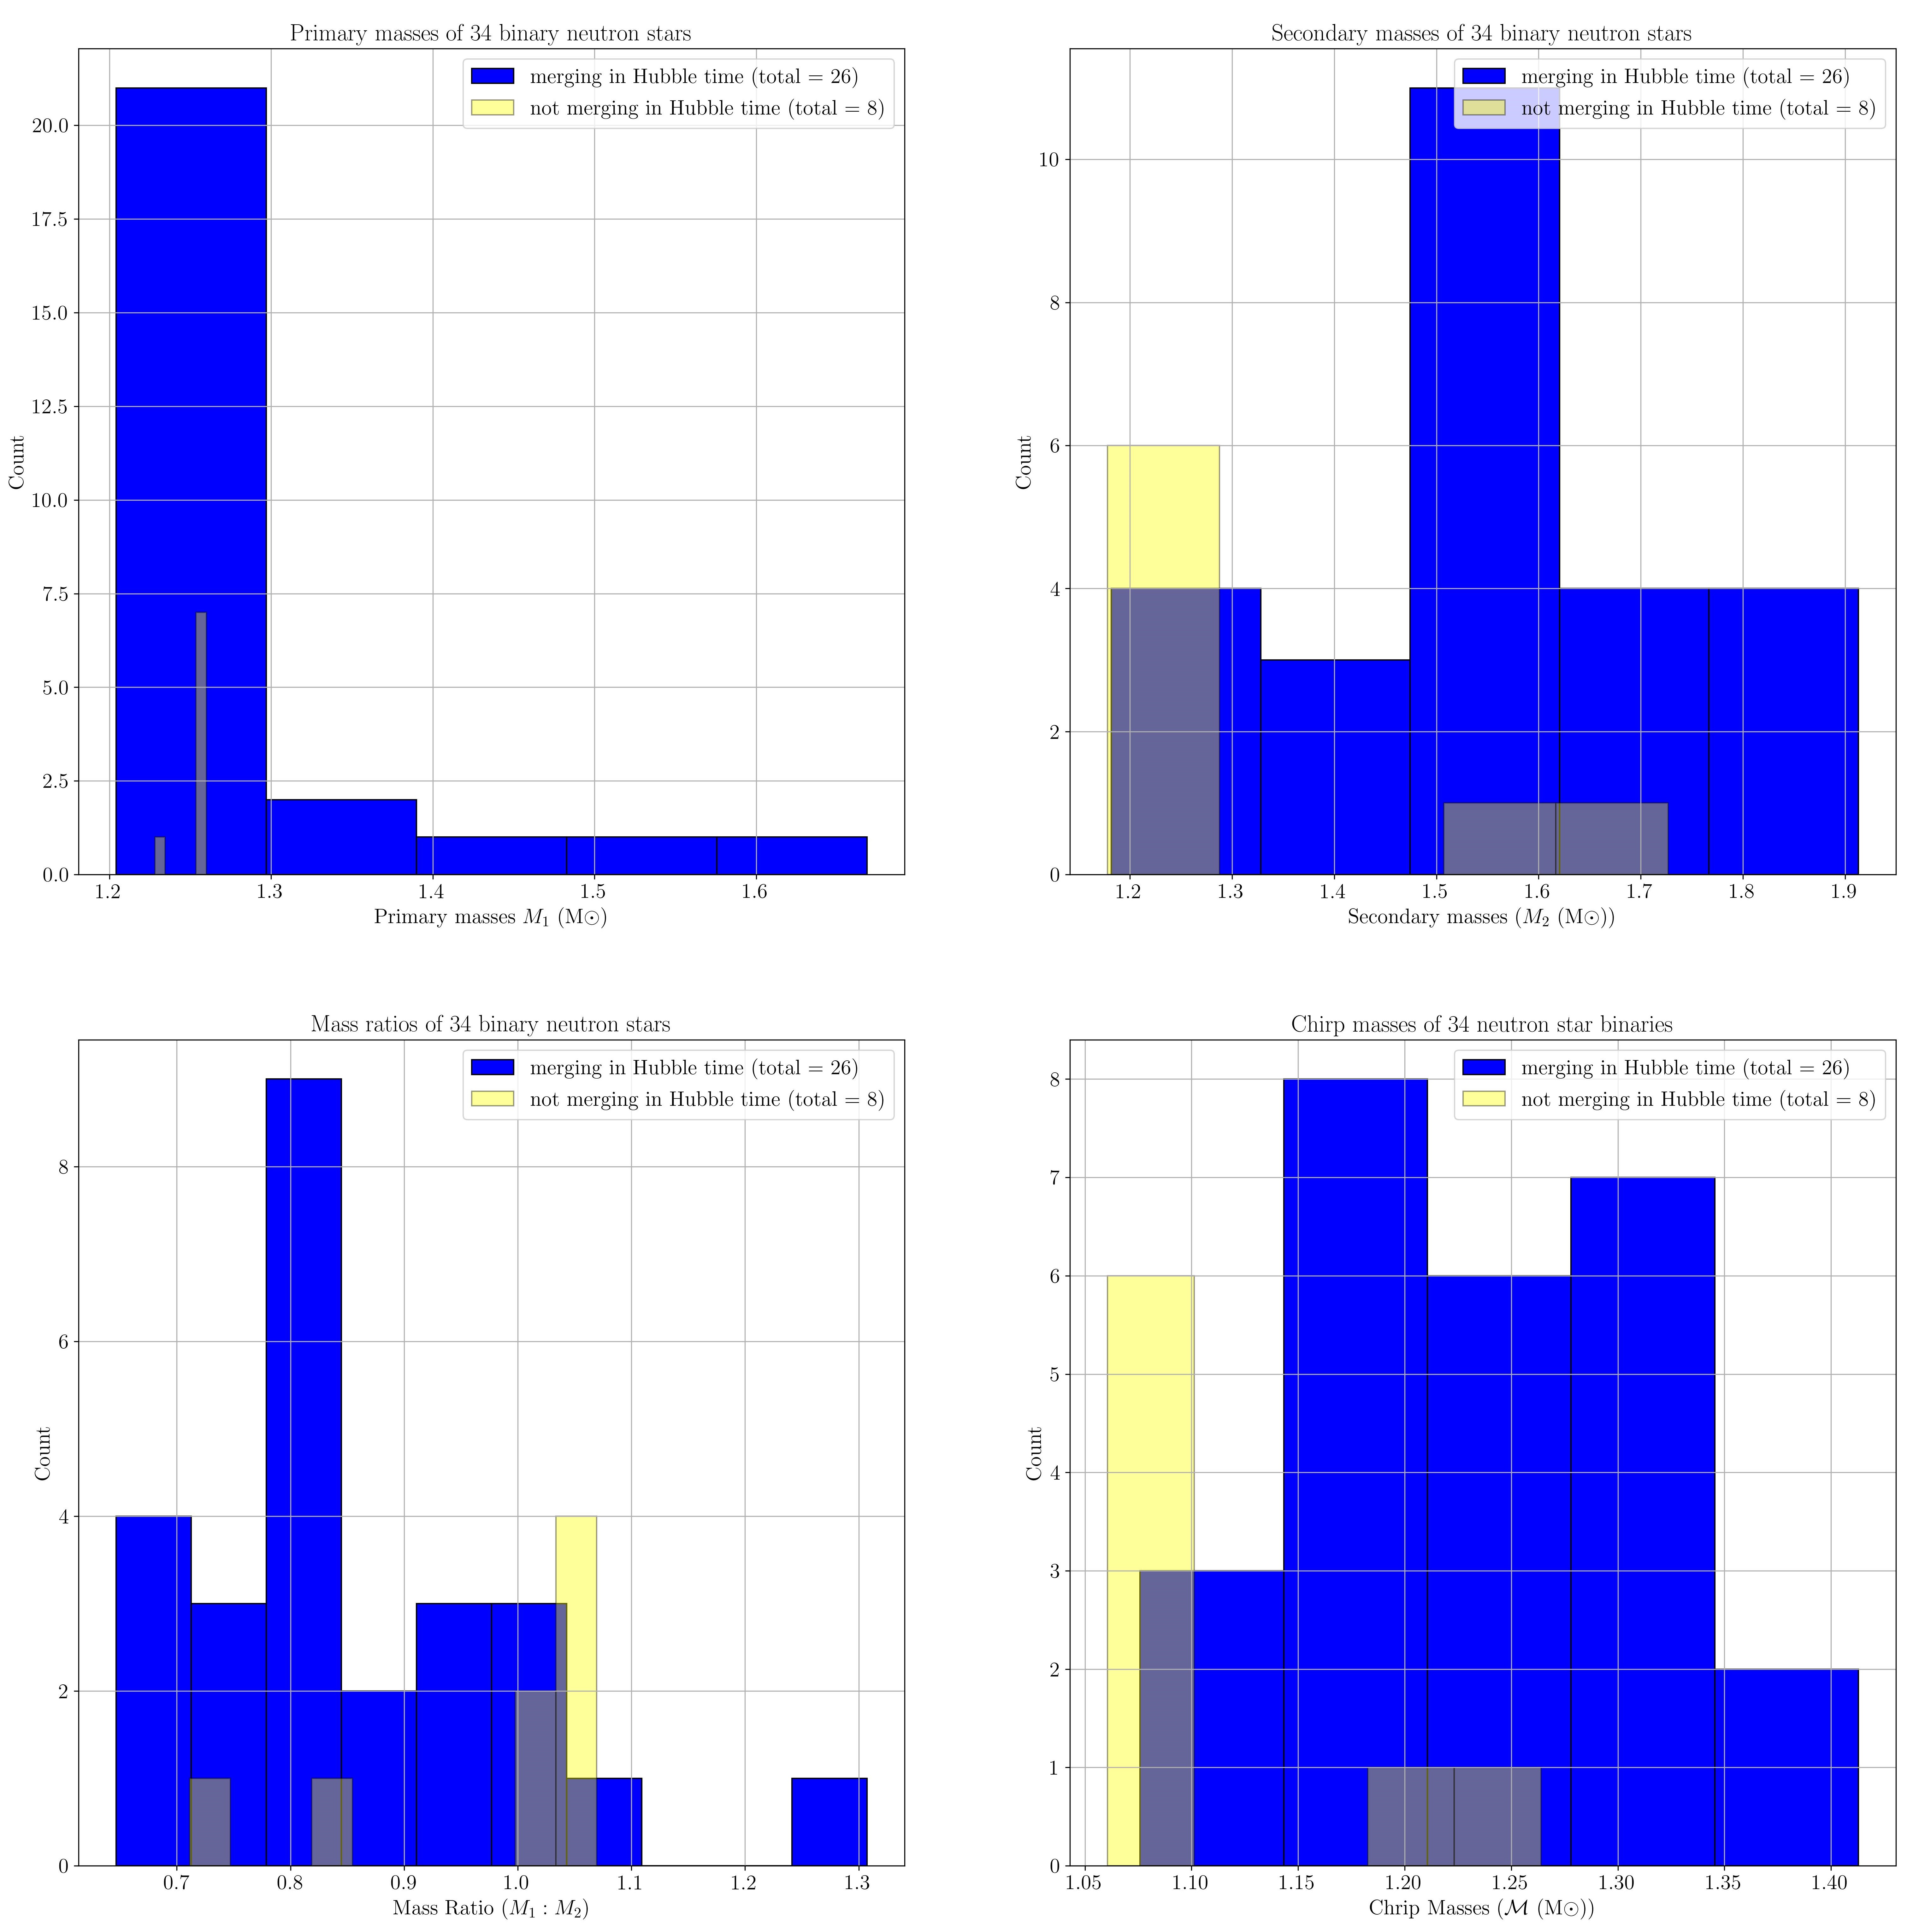 Primary masses of 34 binary neutron stars
merging in Hubble time (total = 26)
not merging in Hubble time (total = 8)
20.0
17.5
15.0
12.5
10.0
7.5
5.0
2.5
0.0
Count
1.2 1.3 1.4 1.5 1.6
Primary masses M₁ (M⊙)
Secondary masses of 34 binary neutron stars
merging in Hubble time (total = 26)
not merging in Hubble time (total = 8)
10
8
6
4
2
0
Count
1.2 1.3 1.4 1.5 1.6 1.7 1.8 1.9
Secondary masses (M₂ (M⊙))
Mass ratios of 34 binary neutron stars
merging in Hubble time (total = 26)
not merging in Hubble time (total = 8)
8
6
4
2
0
Count
0.7 0.8 0.9 1.0 1.1 1.2 1.3
Mass Ratio (M₁ : M₂)
Chirp masses of 34 neutron star binaries
merging in Hubble time (total = 26)
not merging in Hubble time (total = 8)
8
7
6
5
4
3
2
1
0
Count
1.05 1.10 1.15 1.20 1.25 1.30 1.35 1.40
Chrip Masses (ℳ (M⊙))